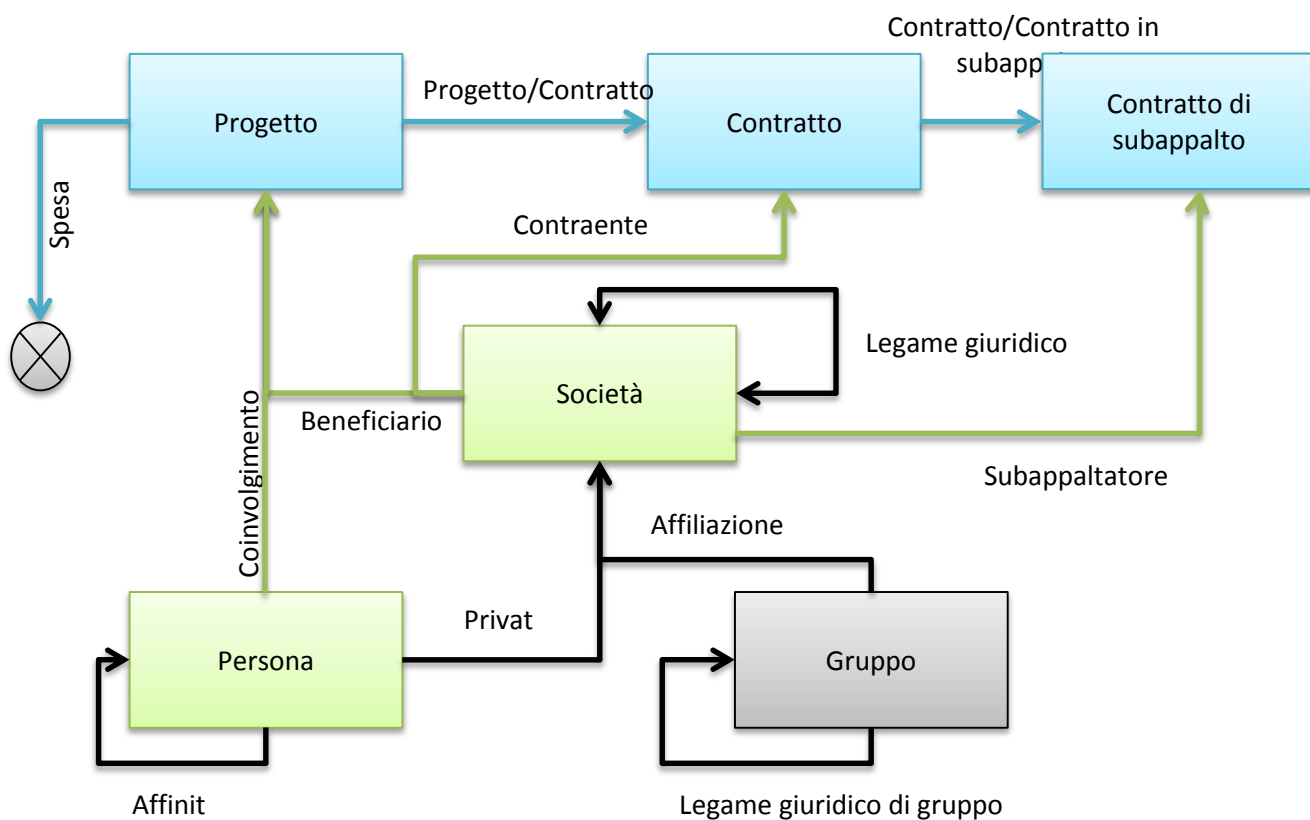 Contratto/Contratto in
subappalt
Progetto/Contratto
Progetto
Contratto
Contratto di
subappalto
Spesa
Contraente
Legame giuridico
Società
Beneficiario
Coinvolgimento
Subappaltatore
Affiliazione
Privat
Persona
Gruppo
Affinit
Legame giuridico di gruppo